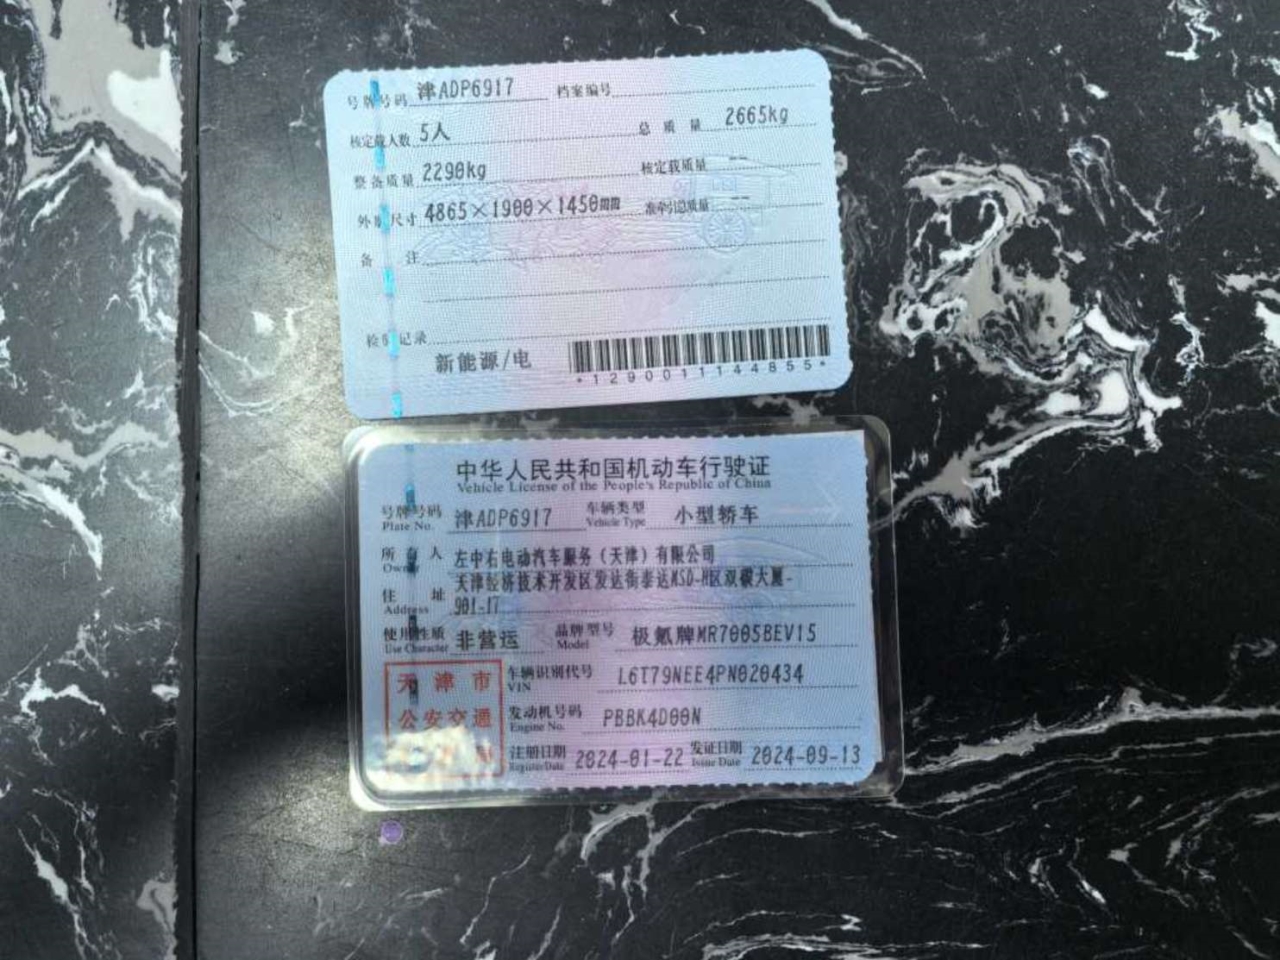 号牌号码 津ADP6917 档案编号
核定载人数 5人 总质量 2665kg
整备质量 2290kg 核定载质量 --
外廓尺寸 4865×1900×1450mm 准牵引总质量 --
备 注
检验记录
新能源/电
*1290011144855*
中华人民共和国机动车行驶证
Vehicle License of the People's Republic of China
号牌号码 津ADP6917 车辆类型 小型轿车
Plate No. Vehicle Type
所有人 左中右电动汽车服务(天津)有限公司
Owner
住 址 天津经济技术开发区发达街泰达MSD-H区双碳大厦-
Address 901-17
使用性质 非营运 品牌型号 极氪牌MR7005BEV15
Use Character Model
天津市 车辆识别代号 L6T79NEE4PN020434
VIN
公安交通 发动机号码 PBBK4D00N
Engine No.
局 注册日期 2024-01-22 发证日期 2024-09-13
Register Date Issue Date